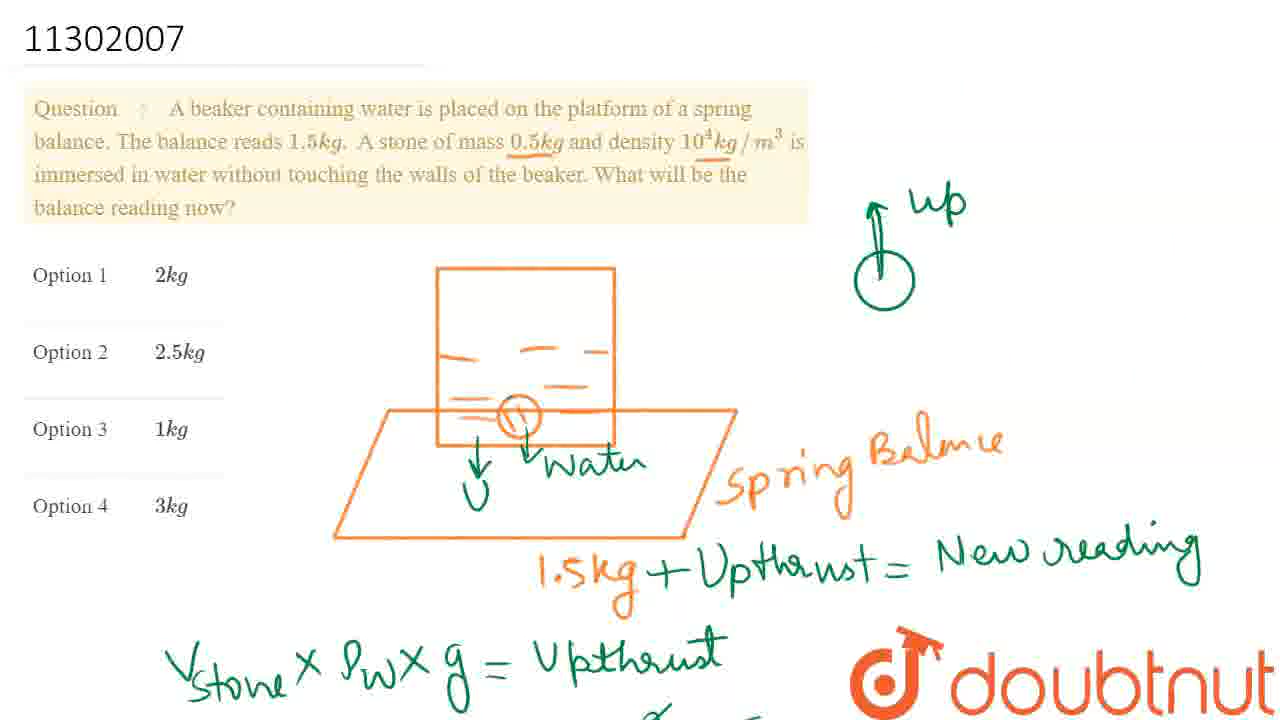 11302007
Question ÷ A beaker containing water is placed on the platform of a spring
balance. The balance reads 1.5kg. A stone of mass 0.5kg and density 10⁴kg/m³ is
immersed in water without touching the walls of the beaker. What will be the
balance reading now?
up
Option 1 2kg
Option 2 2.5kg
Option 3 1kg
Option 4 3kg
water
U
Spring Balance
1.5kg + Upthrust = New reading
Vstone × ρw × g = Upthrust
doubtnut